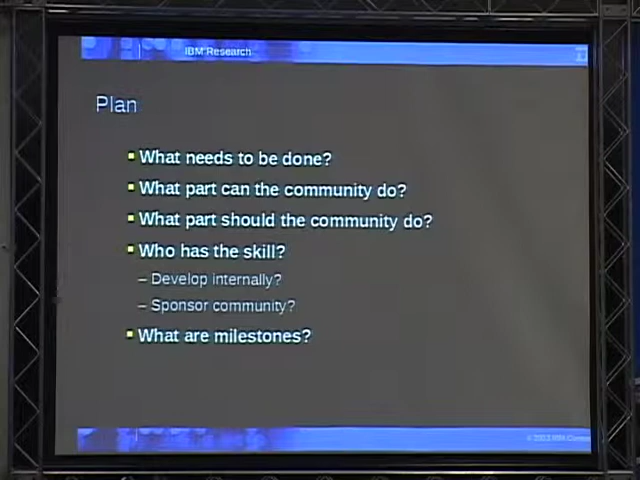 IBM Research
Plan
What needs to be done?
What part can the community do?
What part should the community do?
Who has the skill?
– Develop internally?
– Sponsor community?
What are milestones?